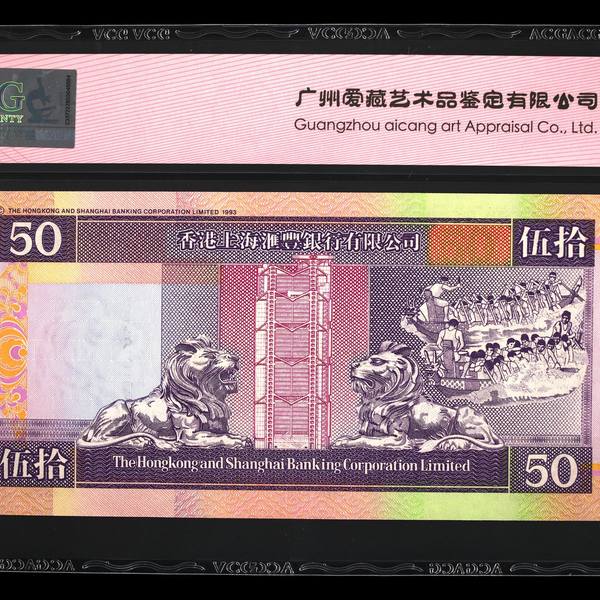 G
NTY
广州爱藏艺术品鉴定有限公司
Guangzhou aicang art Appraisal Co., Ltd.
© THE HONGKONG AND SHANGHAI BANKING CORPORATION LIMITED 1993
50
香港上海滙豐銀行有限公司
伍拾
伍拾
The Hongkong and Shanghai Banking Corporation Limited
50